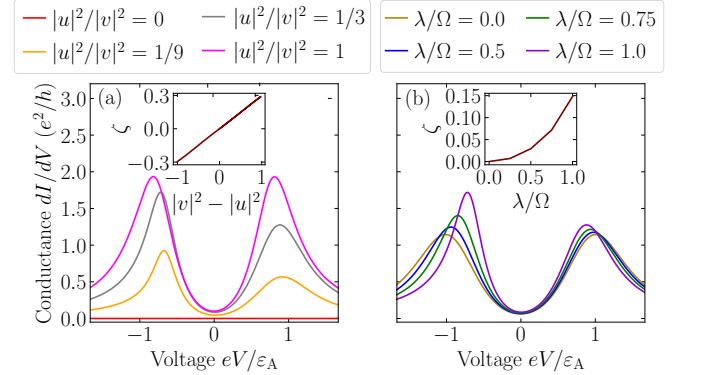 |u|²/|v|² = 0 |u|²/|v|² = 1/3
|u|²/|v|² = 1/9 |u|²/|v|² = 1
λ/Ω = 0.0 λ/Ω = 0.75
λ/Ω = 0.5 λ/Ω = 1.0
Conductance dI/dV (e²/h)
3.0
2.5
2.0
1.5
1.0
0.5
0.0
(a)
ζ
0.3
0.0
−0.3
−1 0 1
|v|² − |u|²
−1 0 1
Voltage eV/ε_A
(b)
ζ
0.15
0.10
0.05
0.00
0.0 0.5 1.0
λ/Ω
−1 0 1
Voltage eV/ε_A